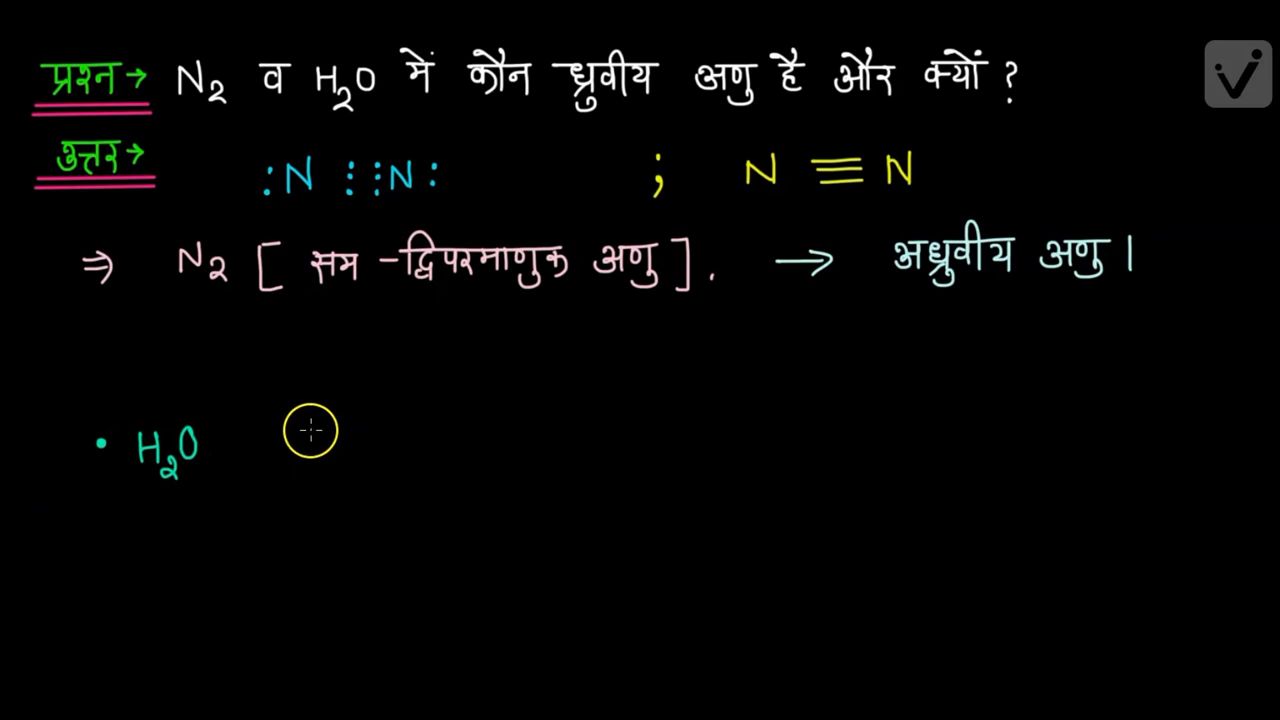 प्रश्न→ N₂ व H₂O में कौन ध्रुवीय अणु है और क्यों ?
उत्तर→ :N⋮⋮N: ; N ≡ N
⇒ N₂ [ सम -द्विपरमाणुक अणु ]. → अध्रुवीय अणु।
• H₂O